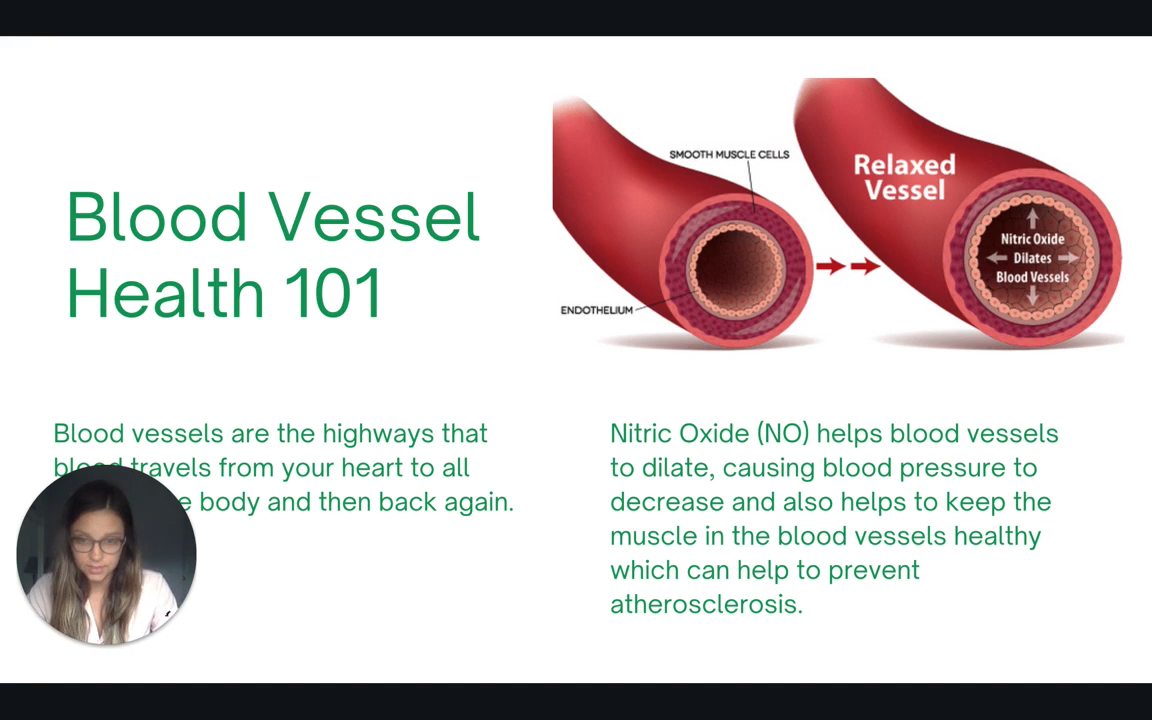 Blood Vessel
Health 101
SMOOTH MUSCLE CELLS
ENDOTHELIUM
Relaxed
Vessel
Nitric Oxide
Dilates
Blood Vessels
Blood vessels are the highways that
blood travels from your heart to all
body and then back again.
Nitric Oxide (NO) helps blood vessels
to dilate, causing blood pressure to
decrease and also helps to keep the
muscle in the blood vessels healthy
which can help to prevent
atherosclerosis.